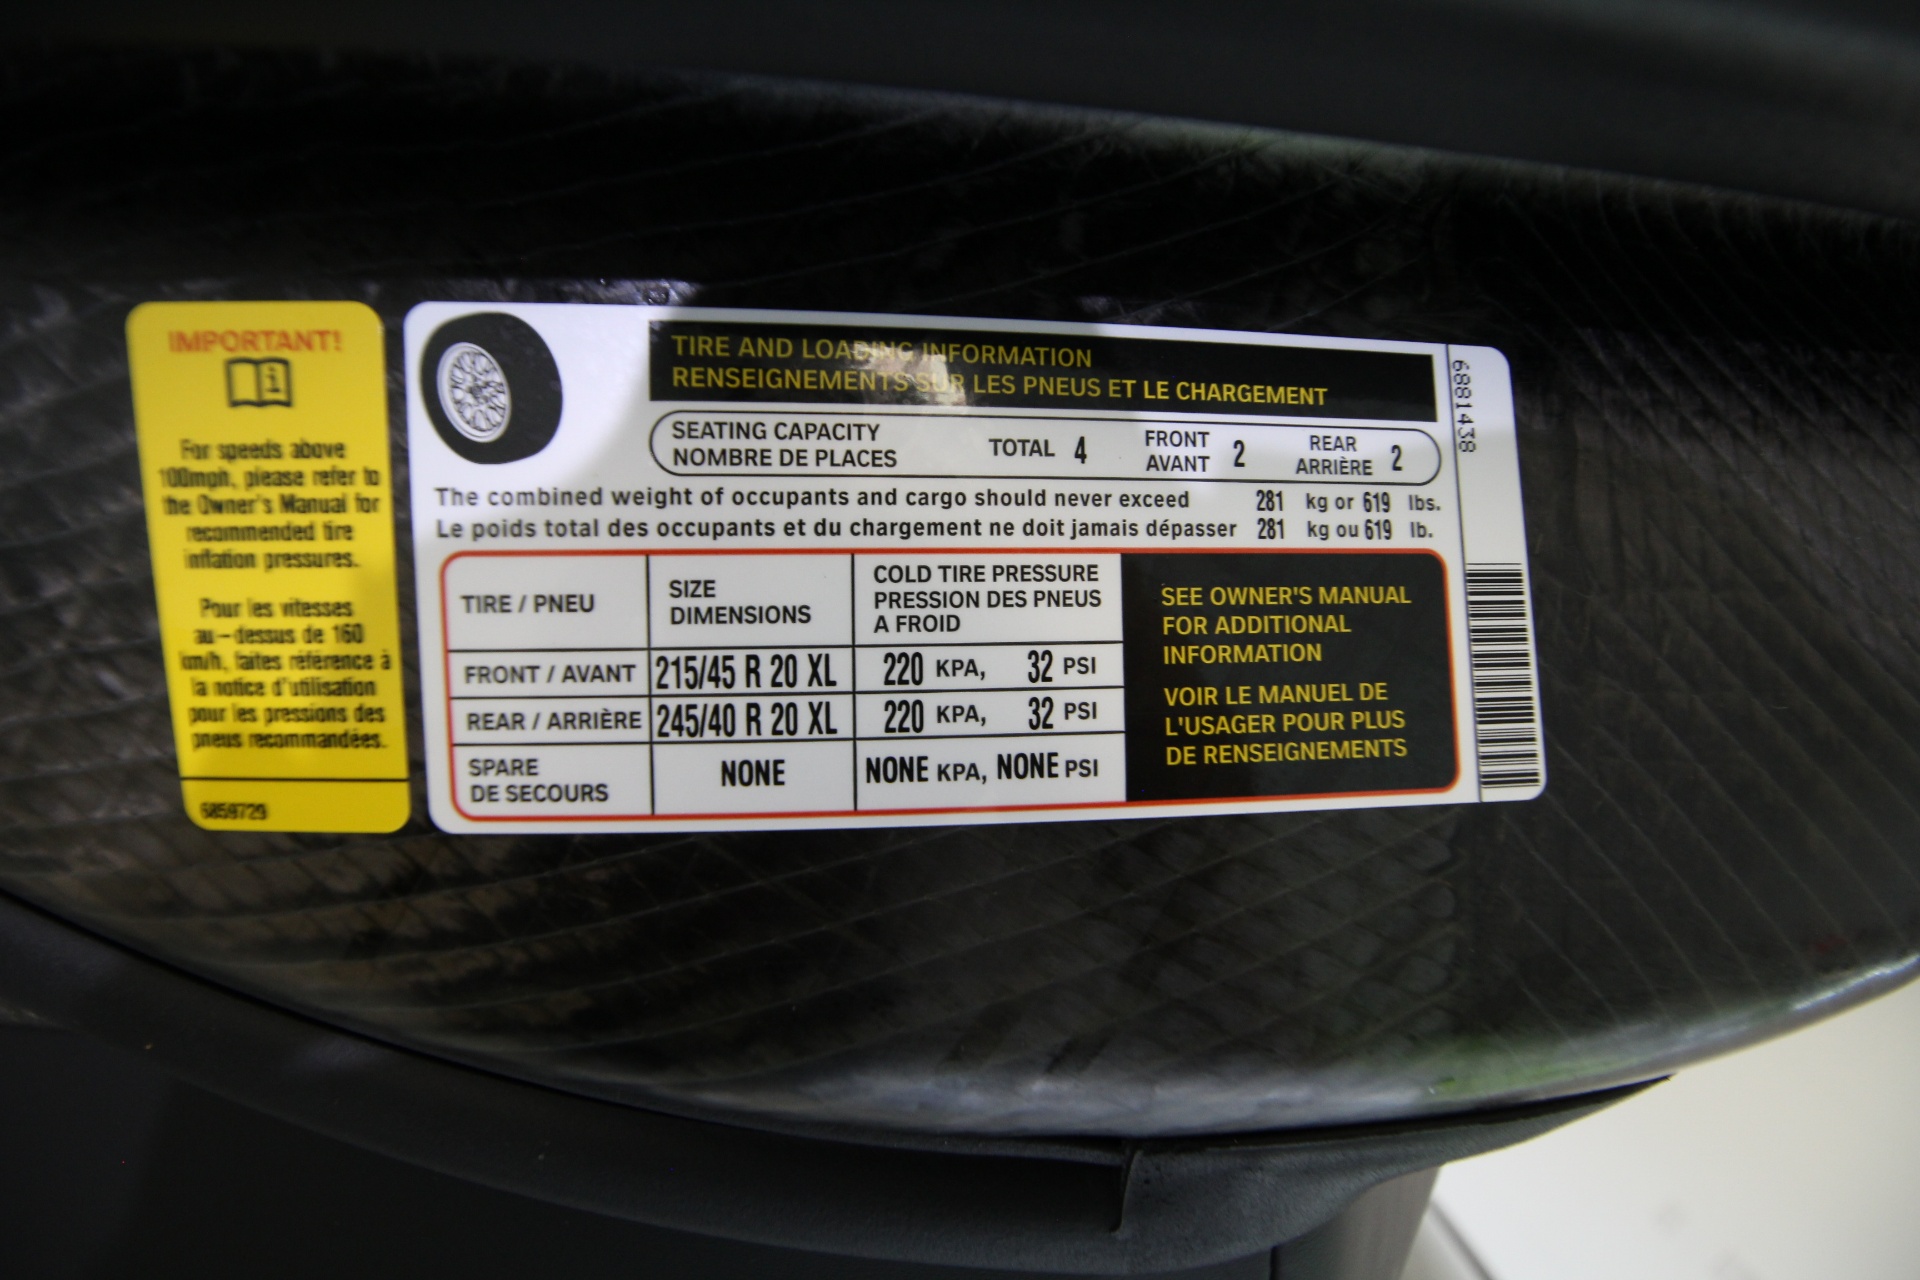 IMPORTANT!
For speeds above
100mph, please refer to
the Owner's Manual for
recommended tire
inflation pressures.
Pour les vitesses
au-dessus de 160
km/h, faites référence à
la notice d'utilisation
pour les pressions des
pneus recommandées.
6859729
TIRE AND LOADING INFORMATION
RENSEIGNEMENTS SUR LES PNEUS ET LE CHARGEMENT
SEATING CAPACITY
NOMBRE DE PLACES
TOTAL 4
FRONT
AVANT 2
REAR
ARRIÈRE 2
The combined weight of occupants and cargo should never exceed 281 kg or 619 lbs.
Le poids total des occupants et du chargement ne doit jamais dépasser 281 kg ou 619 lb.
TIRE / PNEU
SIZE
DIMENSIONS
COLD TIRE PRESSURE
PRESSION DES PNEUS
A FROID
FRONT / AVANT 215/45 R 20 XL 220 KPA, 32 PSI
REAR / ARRIÈRE 245/40 R 20 XL 220 KPA, 32 PSI
SPARE
DE SECOURS
NONE NONE KPA, NONE PSI
SEE OWNER'S MANUAL
FOR ADDITIONAL
INFORMATION
VOIR LE MANUEL DE
L'USAGER POUR PLUS
DE RENSEIGNEMENTS
6881438